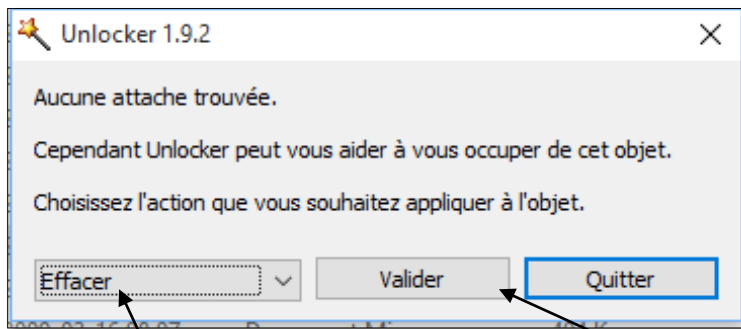 Unlocker 1.9.2
Aucune attache trouvée.
Cependant Unlocker peut vous aider à vous occuper de cet objet.
Choisissez l'action que vous souhaitez appliquer à l'objet.
Effacer Valider Quitter